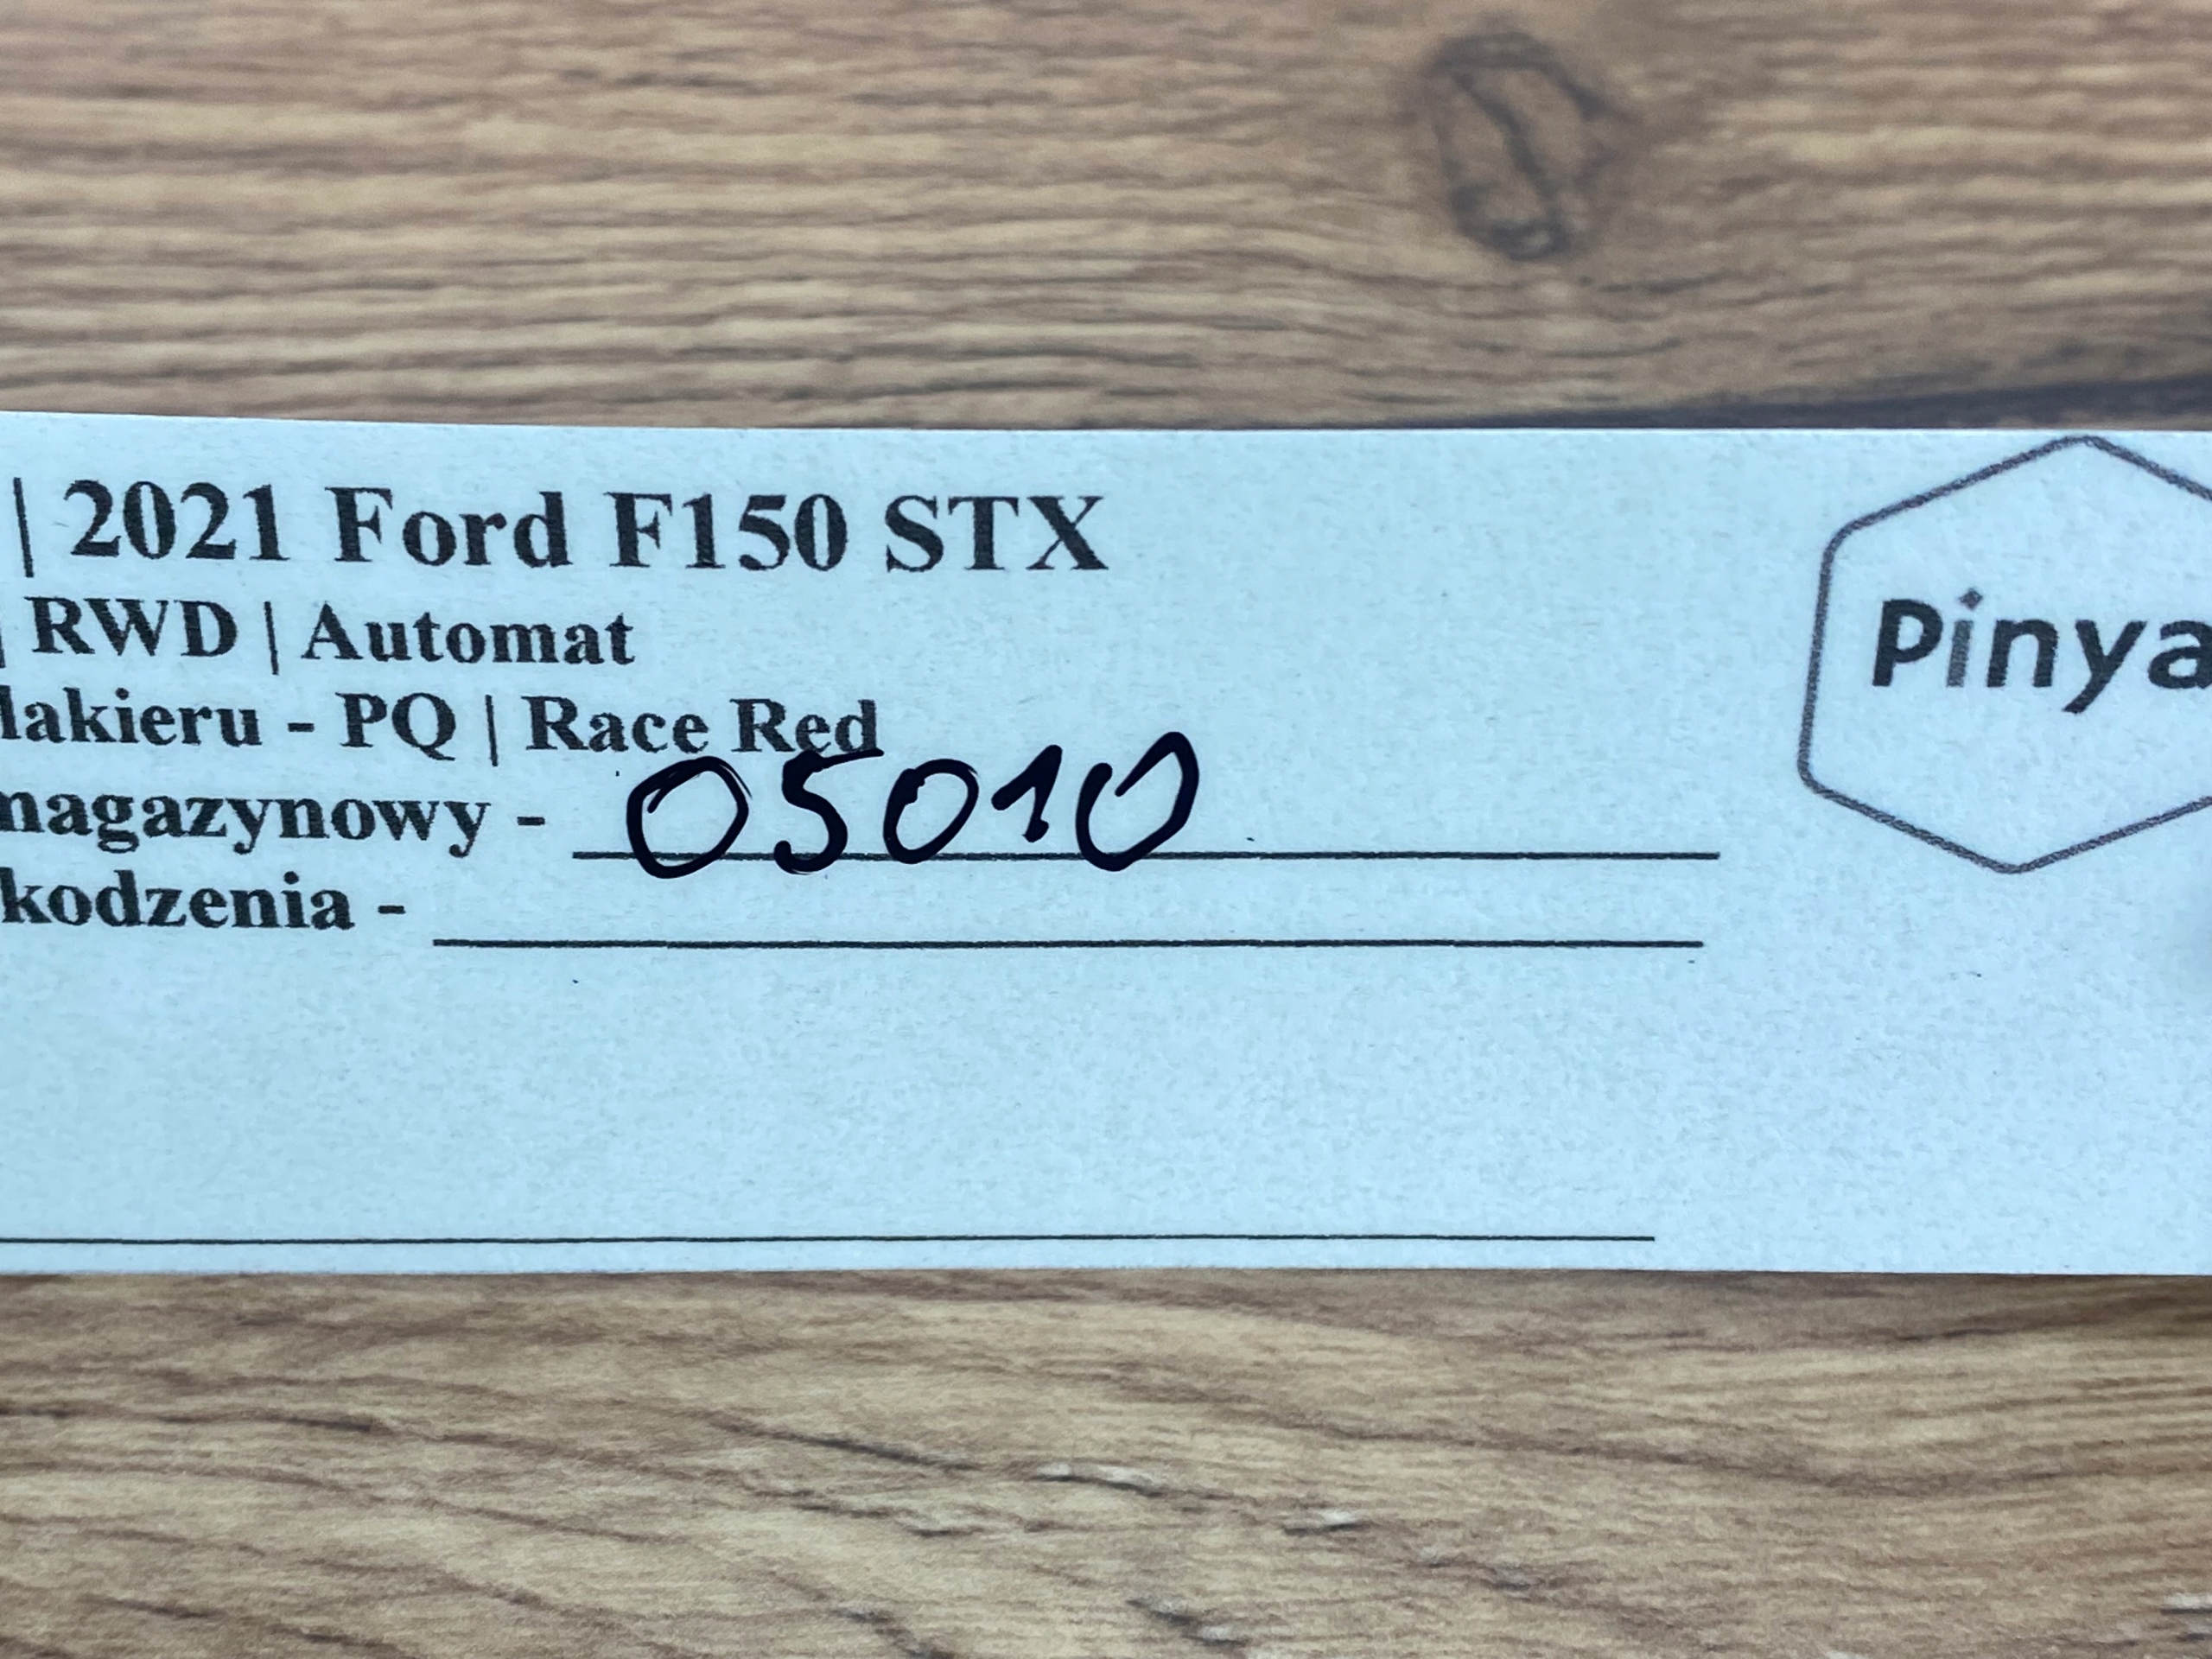 | 2021 Ford F150 STX
| RWD | Automat
lakieru - PQ | Race Red
magazynowy - 05010
kodzenia -
Pinya